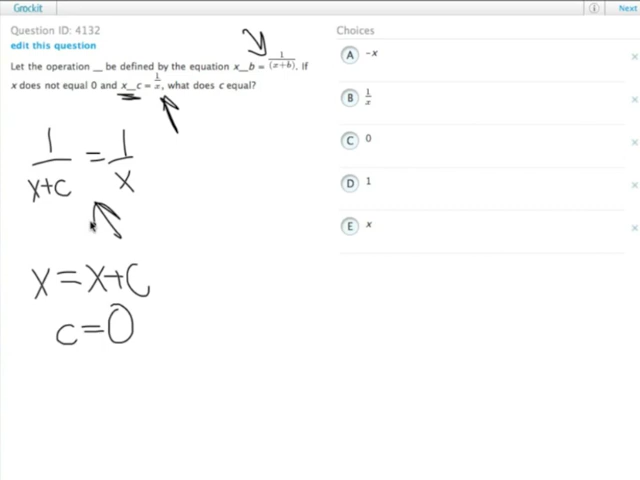 Grockit
Next
Question ID: 4132
edit this question
Let the operation __ be defined by the equation x__b = 1/(x+b). If
x does not equal 0 and x__c = 1/x, what does c equal?
1/(x+c) = 1/x
x = x+c
c = 0
Choices
A -x
B 1/x
C 0
D 1
E x